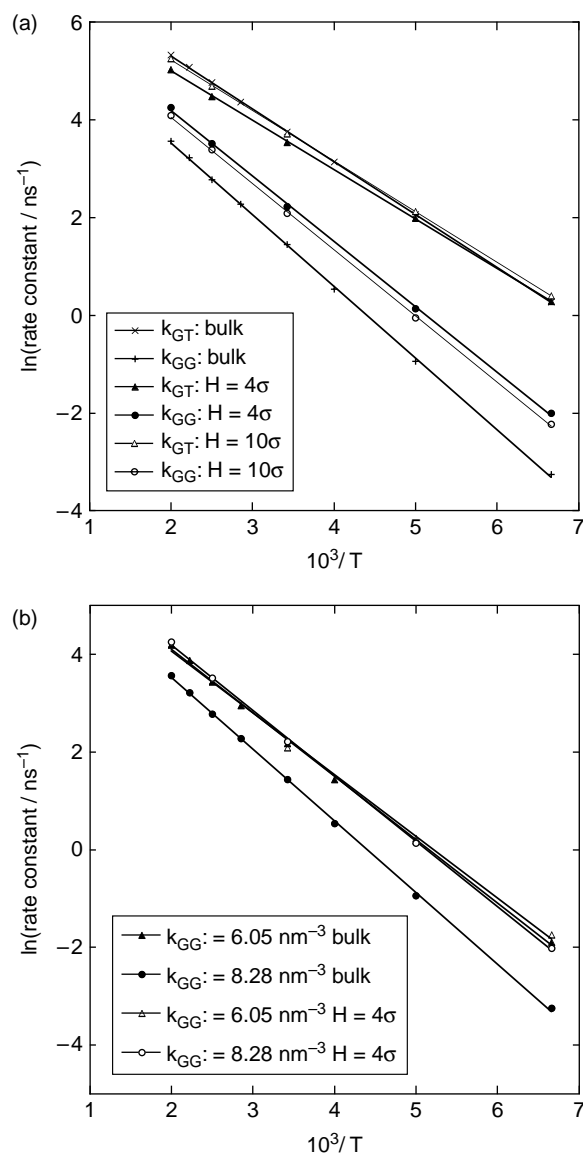 (a)
6
4
2
0
−2
−4
ln(rate constant / ns⁻¹)
k_GT: bulk
k_GG: bulk
k_GT: H = 4σ
k_GG: H = 4σ
k_GT: H = 10σ
k_GG: H = 10σ
1 2 3 4 5 6 7
10³/ T
(b)
4
2
0
−2
−4
ln(rate constant / ns⁻¹)
k_GG: = 6.05 nm⁻³ bulk
k_GG: = 8.28 nm⁻³ bulk
k_GG: = 6.05 nm⁻³ H = 4σ
k_GG: = 8.28 nm⁻³ H = 4σ
1 2 3 4 5 6 7
10³/ T